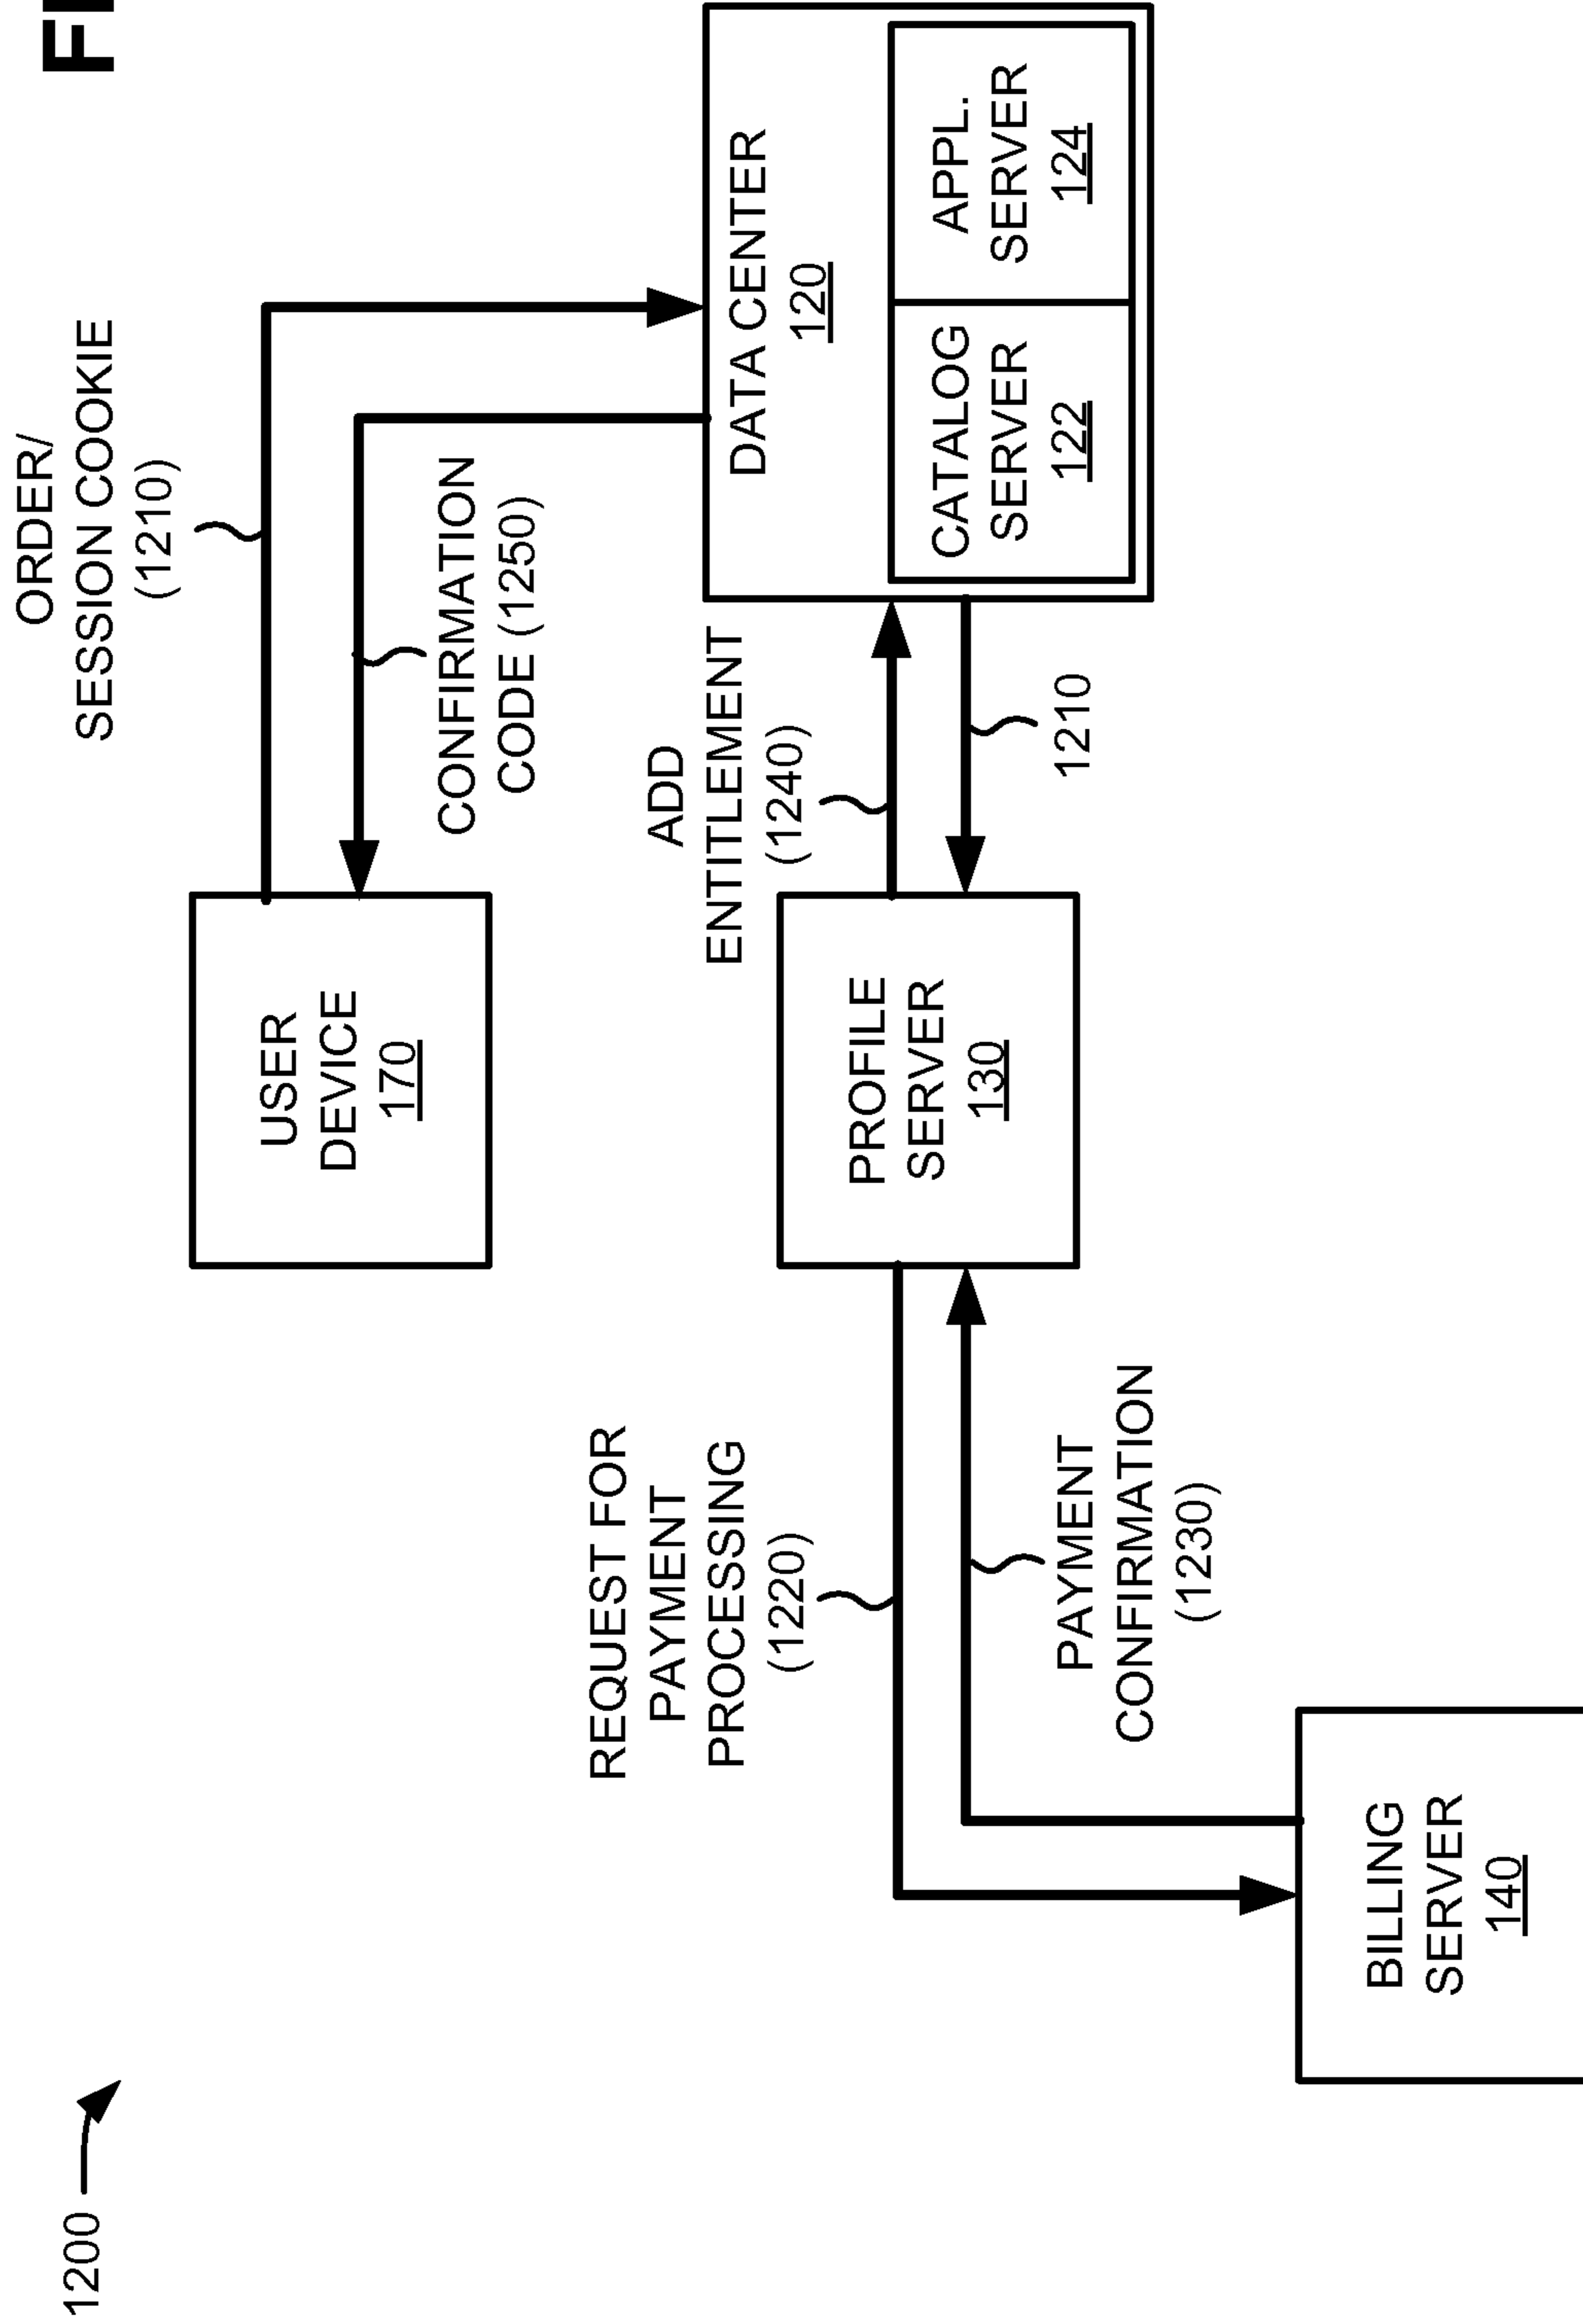 1200
FI
ORDER/
SESSION COOKIE
(1210)
USER
DEVICE
170
CONFIRMATION
CODE (1250)
REQUEST FOR
PAYMENT
PROCESSING
(1220)
ADD
ENTITLEMENT
(1240)
DATA CENTER
120
PROFILE
SERVER
130
CATALOG
SERVER
122
APPL.
SERVER
124
1210
PAYMENT
CONFIRMATION
(1230)
BILLING
SERVER
140